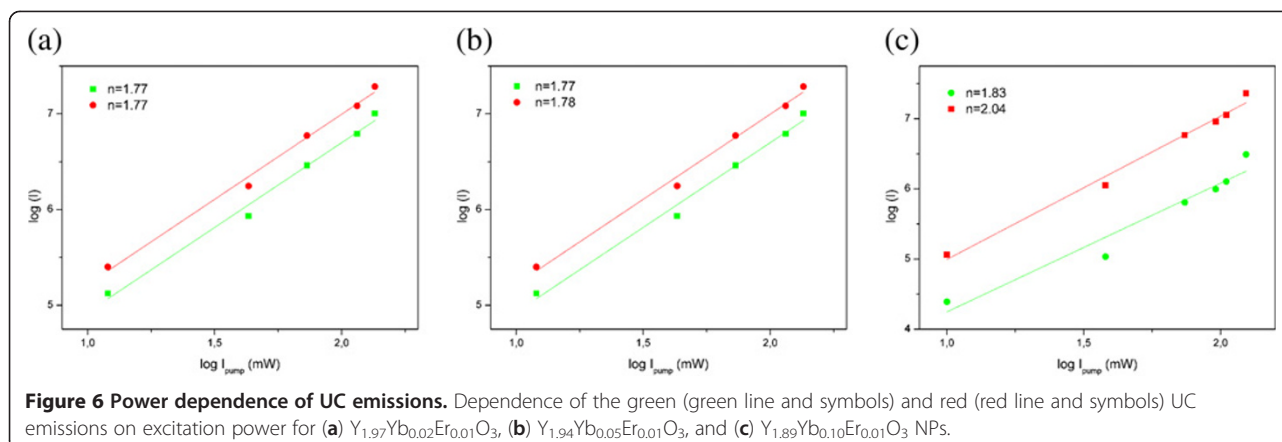 (a)
n=1.77
n=1.77
7
6
5
log (I)
1,0
1,5
2,0
log I_pump (mW)
(b)
n=1.77
n=1.78
7
6
5
log (I)
1,0
1,5
2,0
log I_pump (mW)
(c)
n=1.83
n=2.04
7
6
5
4
log (I)
1,0
1,5
2,0
log I_pump (mW)
Figure 6 Power dependence of UC emissions. Dependence of the green (green line and symbols) and red (red line and symbols) UC
emissions on excitation power for (a) Y1.97Yb0.02Er0.01O3, (b) Y1.94Yb0.05Er0.01O3, and (c) Y1.89Yb0.10Er0.01O3 NPs.